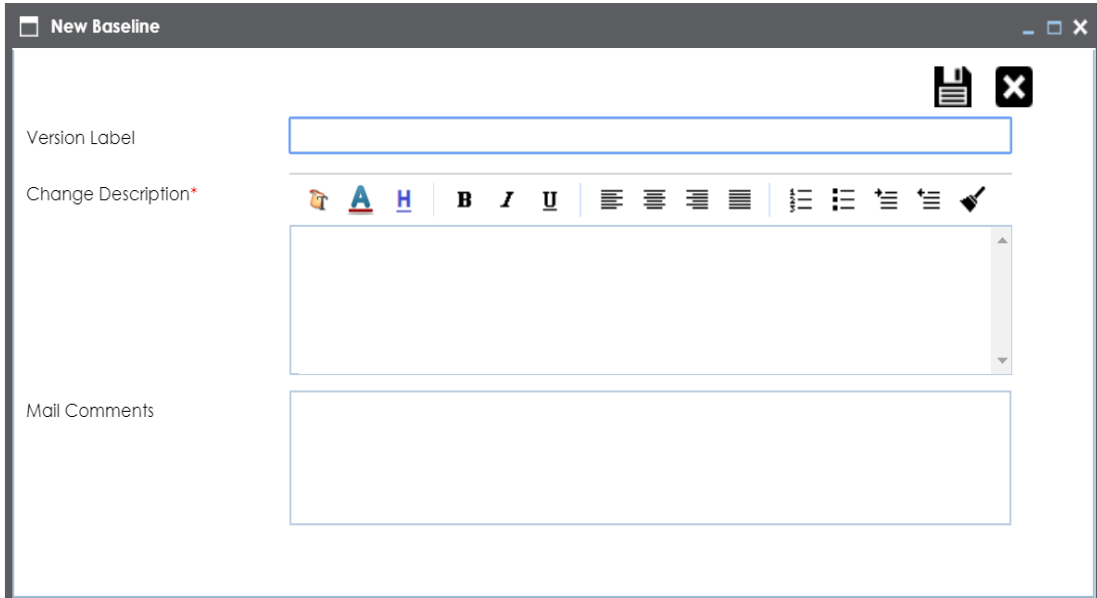 New Baseline
Version Label
Change Description*
A H B I U
Mail Comments